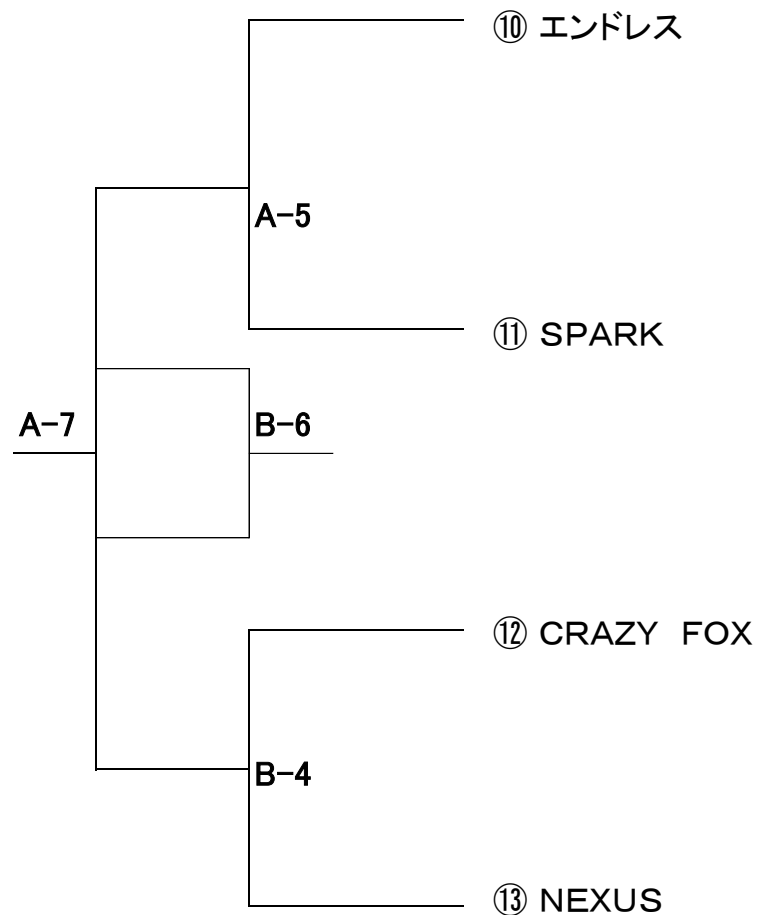 ⑩ エンドレス
A-5
⑪ SPARK
A-7
B-6
⑫ CRAZY　FOX
B-4
⑬ NEXUS